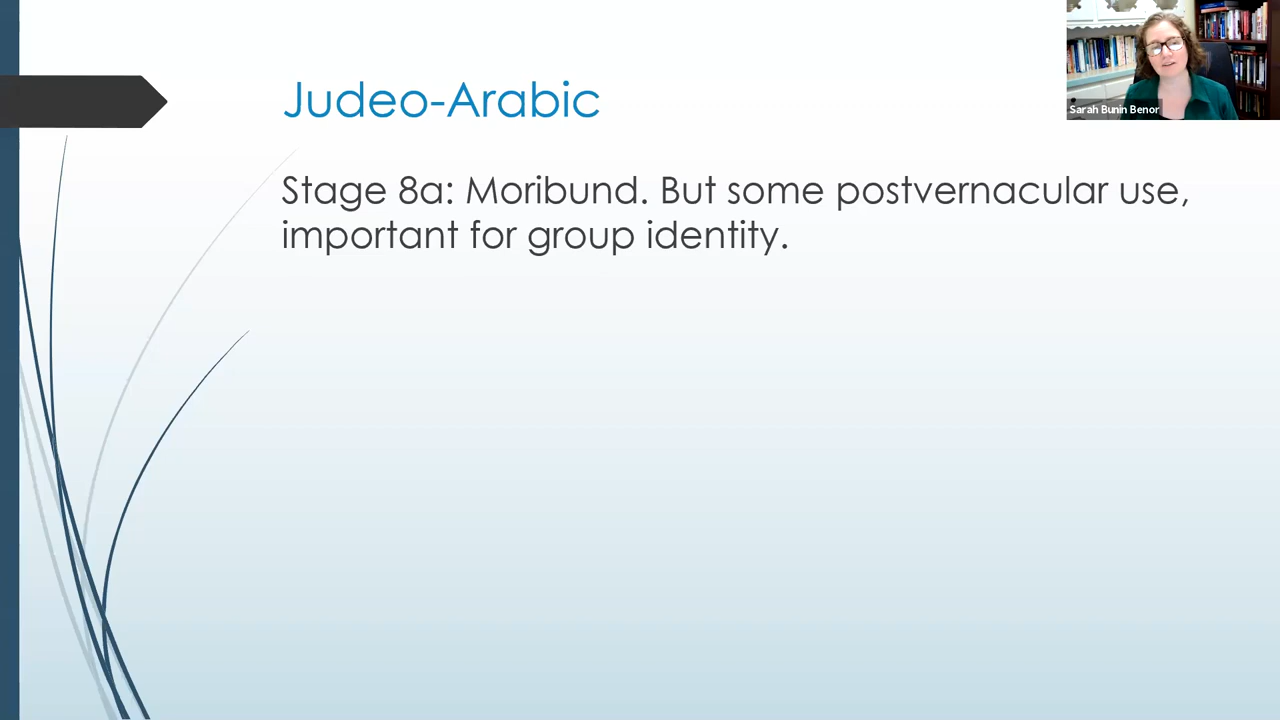 Judeo-Arabic
Sarah Bunin Benor
Stage 8a: Moribund. But some postvernacular use,
important for group identity.